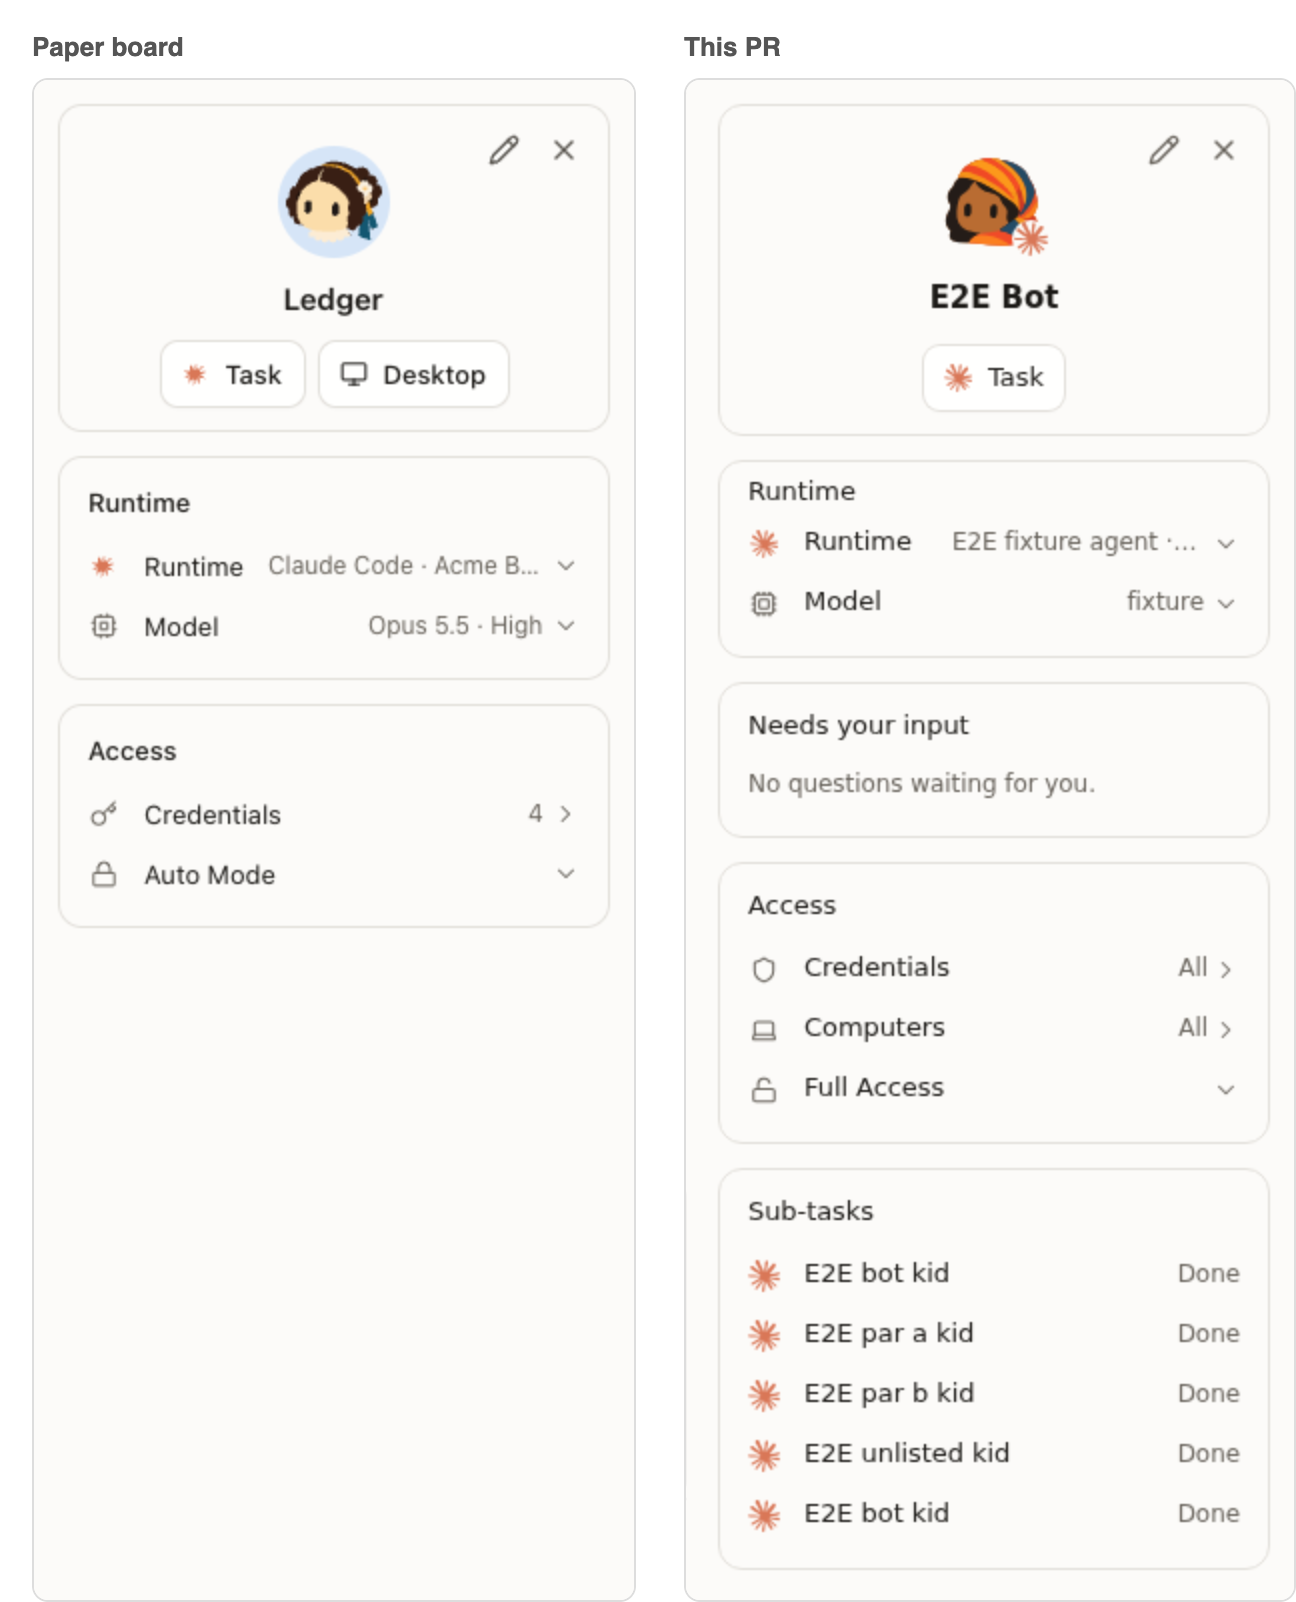 Paper board
Ledger
Task
Desktop
Runtime
Runtime Claude Code · Acme B...
Model Opus 5.5 · High
Access
Credentials 4
Auto Mode
This PR
E2E Bot
Task
Runtime
Runtime E2E fixture agent ·...
Model fixture
Needs your input
No questions waiting for you.
Access
Credentials All
Computers All
Full Access
Sub-tasks
E2E bot kid Done
E2E par a kid Done
E2E par b kid Done
E2E unlisted kid Done
E2E bot kid Done